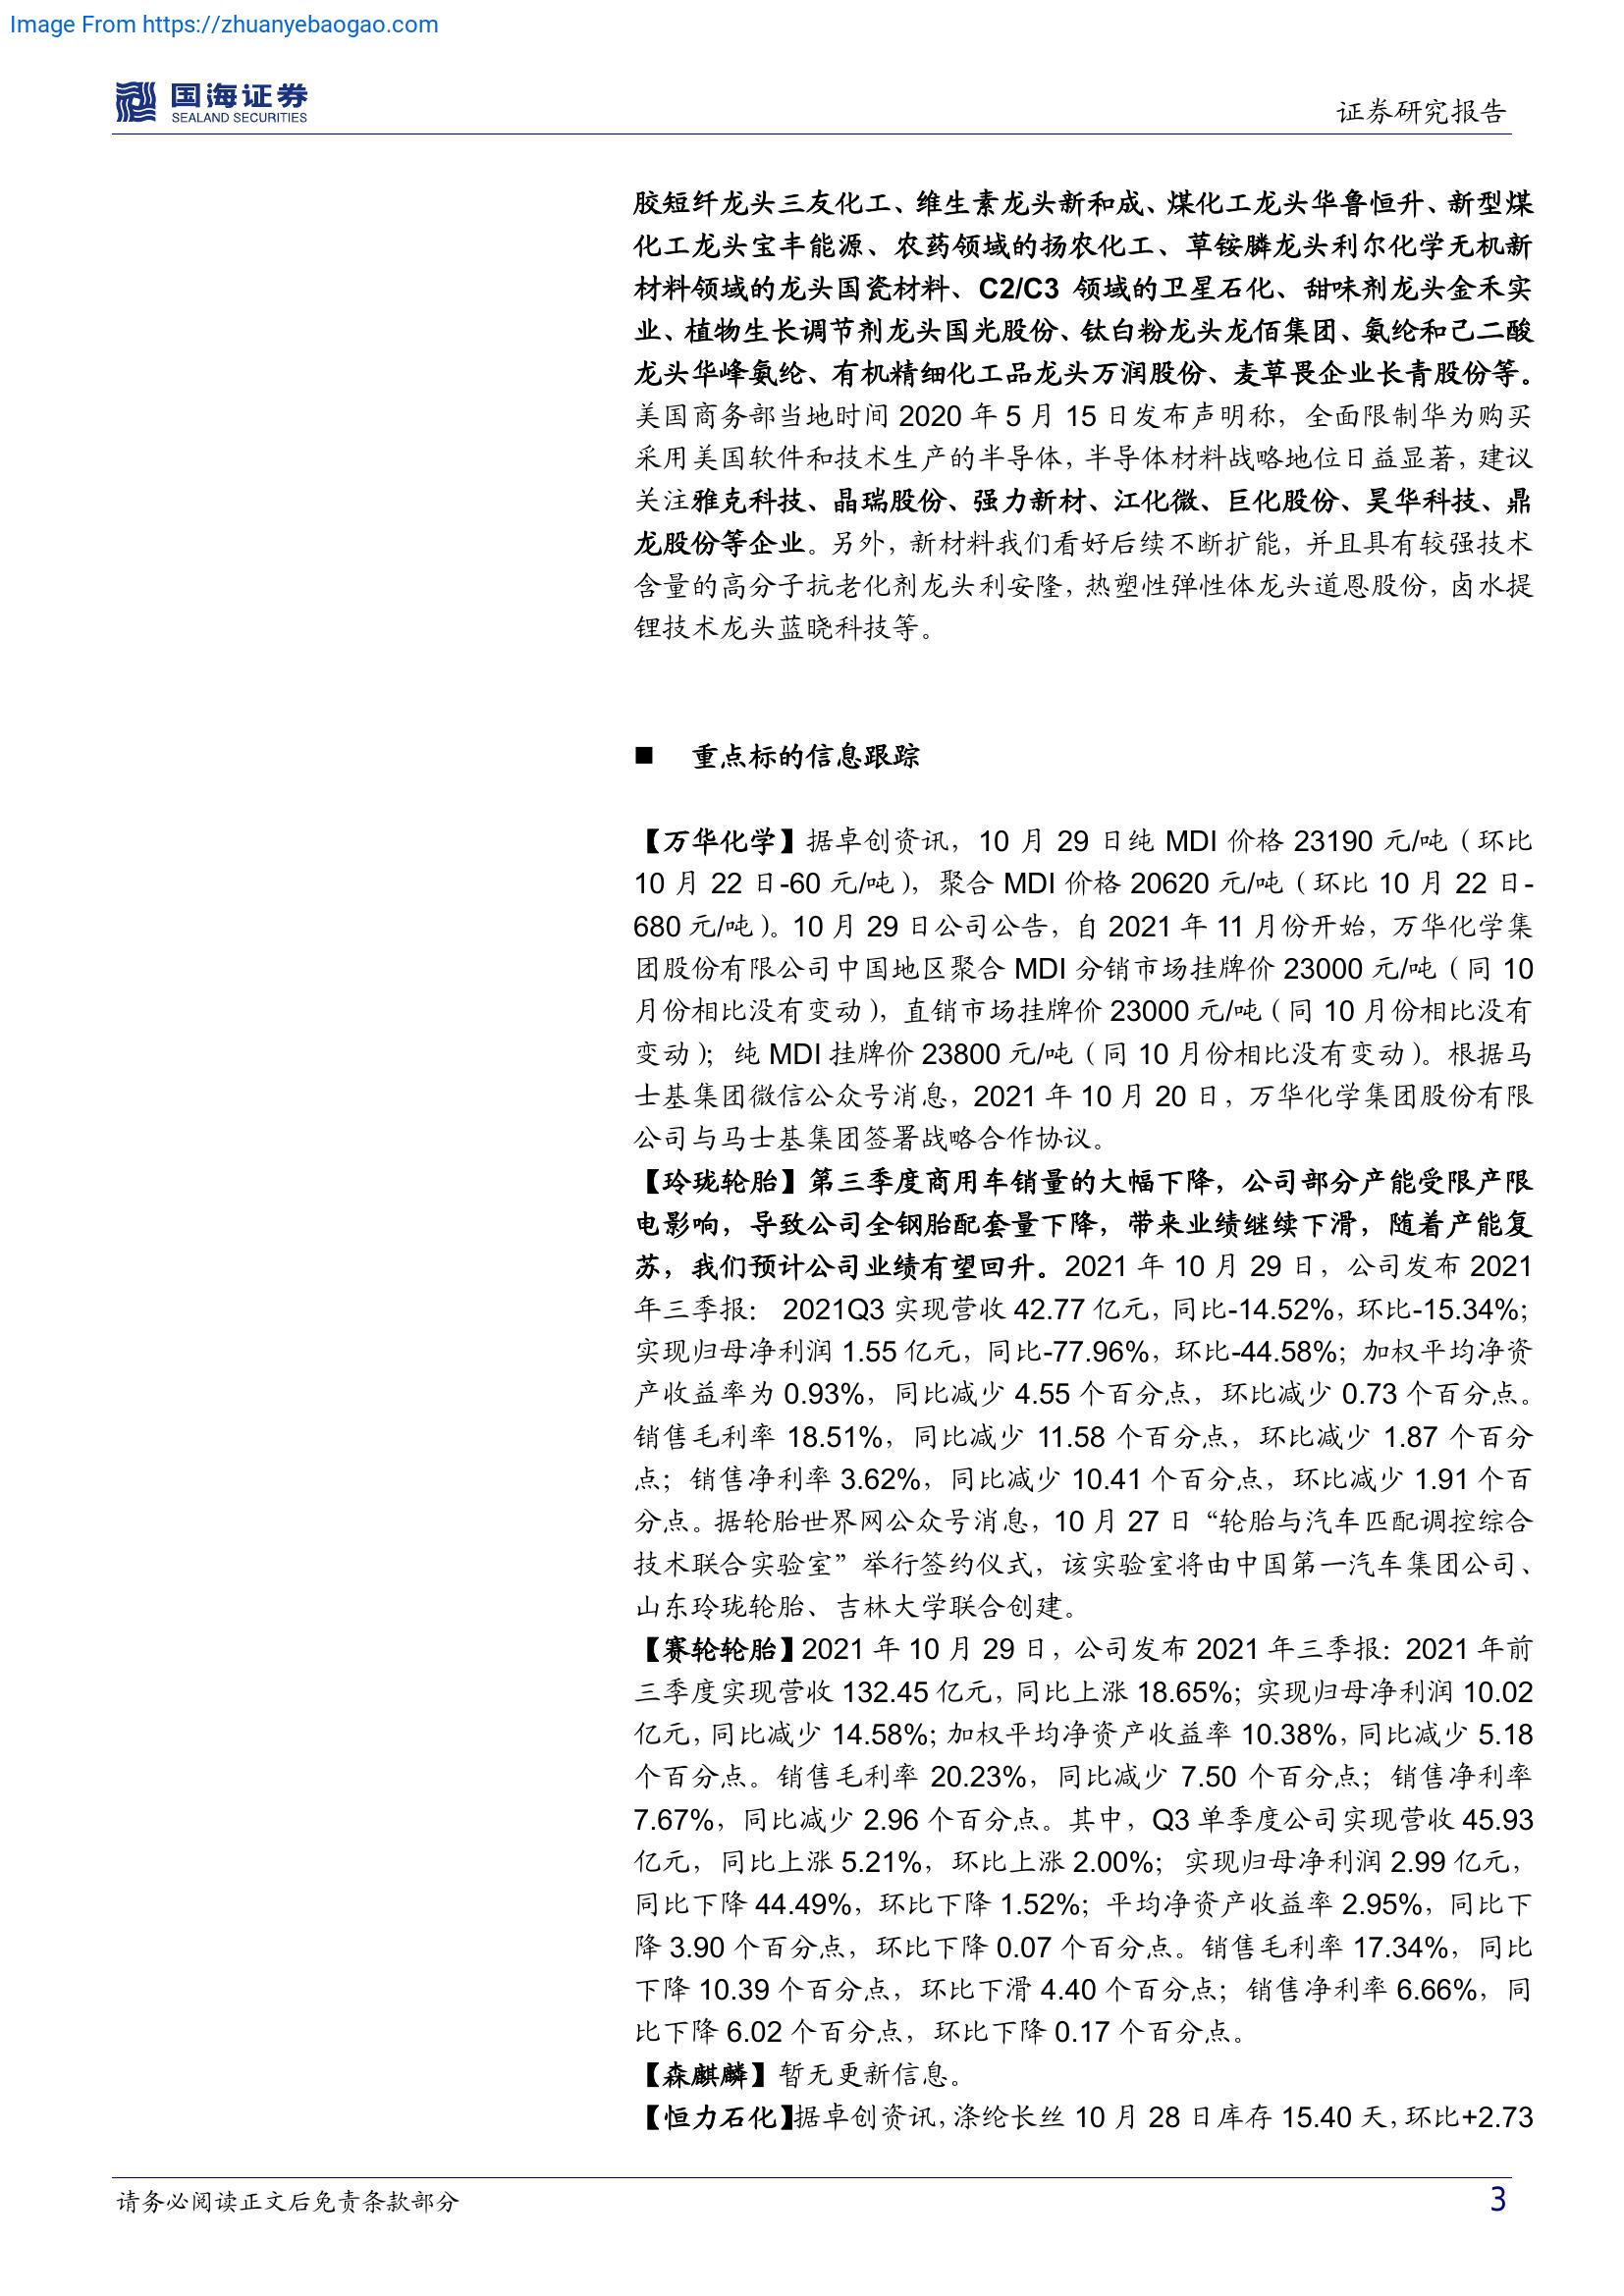 Image From https://zhuanyebaogao.com
国海证券
SEALAND SECURITIES
证券研究报告
胶短纤龙头三友化工、维生素龙头新和成、煤化工龙头华鲁恒升、新型煤
化工龙头宝丰能源、农药领域的扬农化工、草铵膦龙头利尔化学无机新
材料领域的龙头国瓷材料、C2/C3 领域的卫星石化、甜味剂龙头金禾实
业、植物生长调节剂龙头国光股份、钛白粉龙头龙佰集团、氨纶和己二酸
龙头华峰氨纶、有机精细化工品龙头万润股份、麦草畏企业长青股份等。
美国商务部当地时间 2020 年 5 月 15 日发布声明称，全面限制华为购买
采用美国软件和技术生产的半导体，半导体材料战略地位日益显著，建议
关注雅克科技、晶瑞股份、强力新材、江化微、巨化股份、昊华科技、鼎
龙股份等企业。另外，新材料我们看好后续不断扩能，并且具有较强技术
含量的高分子抗老化剂龙头利安隆，热塑性弹性体龙头道恩股份，卤水提
锂技术龙头蓝晓科技等。
■ 重点标的信息跟踪
【万华化学】据卓创资讯，10 月 29 日纯 MDI 价格 23190 元/吨（环比
10 月 22 日-60 元/吨），聚合 MDI 价格 20620 元/吨（环比 10 月 22 日-
680 元/吨）。10 月 29 日公司公告，自 2021 年 11 月份开始，万华化学集
团股份有限公司中国地区聚合 MDI 分销市场挂牌价 23000 元/吨（同 10
月份相比没有变动），直销市场挂牌价 23000 元/吨（同 10 月份相比没有
变动）；纯 MDI 挂牌价 23800 元/吨（同 10 月份相比没有变动）。根据马
士基集团微信公众号消息，2021 年 10 月 20 日，万华化学集团股份有限
公司与马士基集团签署战略合作协议。
【玲珑轮胎】第三季度商用车销量的大幅下降，公司部分产能受限产限
电影响，导致公司全钢胎配套量下降，带来业绩继续下滑，随着产能复
苏，我们预计公司业绩有望回升。2021 年 10 月 29 日，公司发布 2021
年三季报： 2021Q3 实现营收 42.77 亿元，同比-14.52%，环比-15.34%；
实现归母净利润 1.55 亿元，同比-77.96%，环比-44.58%；加权平均净资
产收益率为 0.93%，同比减少 4.55 个百分点，环比减少 0.73 个百分点。
销售毛利率 18.51%，同比减少 11.58 个百分点，环比减少 1.87 个百分
点；销售净利率 3.62%，同比减少 10.41 个百分点，环比减少 1.91 个百
分点。据轮胎世界网公众号消息，10 月 27 日“轮胎与汽车匹配调控综合
技术联合实验室”举行签约仪式，该实验室将由中国第一汽车集团公司、
山东玲珑轮胎、吉林大学联合创建。
【赛轮轮胎】2021 年 10 月 29 日，公司发布 2021 年三季报：2021 年前
三季度实现营收 132.45 亿元，同比上涨 18.65%；实现归母净利润 10.02
亿元，同比减少 14.58%；加权平均净资产收益率 10.38%，同比减少 5.18
个百分点。销售毛利率 20.23%，同比减少 7.50 个百分点；销售净利率
7.67%，同比减少 2.96 个百分点。其中，Q3 单季度公司实现营收 45.93
亿元，同比上涨 5.21%，环比上涨 2.00%；实现归母净利润 2.99 亿元，
同比下降 44.49%，环比下降 1.52%；平均净资产收益率 2.95%，同比下
降 3.90 个百分点，环比下降 0.07 个百分点。销售毛利率 17.34%，同比
下降 10.39 个百分点，环比下滑 4.40 个百分点；销售净利率 6.66%，同
比下降 6.02 个百分点，环比下降 0.17 个百分点。
【森麒麟】暂无更新信息。
【恒力石化】据卓创资讯，涤纶长丝 10 月 28 日库存 15.40 天，环比+2.73
请务必阅读正文后免责条款部分
3